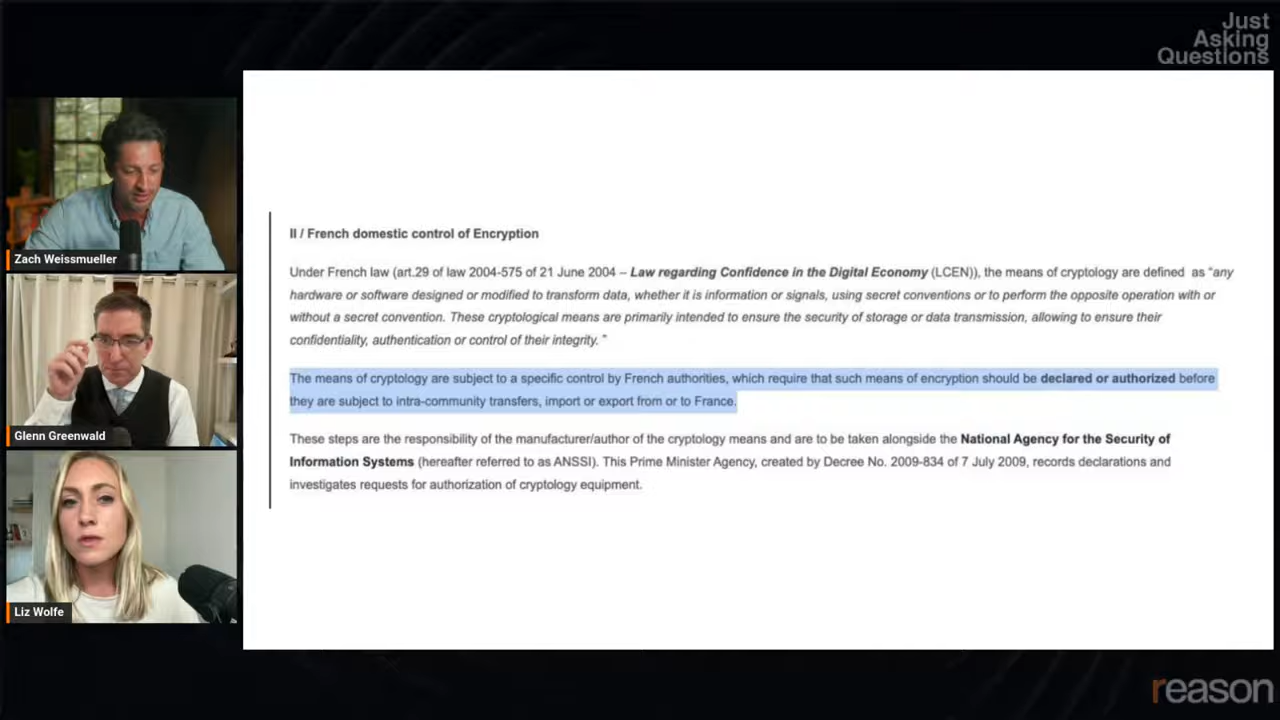 Just
Asking
Questions
Zach Weissmueller
Glenn Greenwald
Liz Wolfe
II / French domestic control of Encryption
Under French law (art.29 of law 2004-575 of 21 June 2004 – Law regarding Confidence in the Digital Economy (LCEN)), the means of cryptology are defined as “any
hardware or software designed or modified to transform data, whether it is information or signals, using secret conventions or to perform the opposite operation with or
without a secret convention. These cryptological means are primarily intended to ensure the security of storage or data transmission, allowing to ensure their
confidentiality, authentication or control of their integrity. ”
The means of cryptology are subject to a specific control by French authorities, which require that such means of encryption should be declared or authorized before
they are subject to intra-community transfers, import or export from or to France.
These steps are the responsibility of the manufacturer/author of the cryptology means and are to be taken alongside the National Agency for the Security of
Information Systems (hereafter referred to as ANSSI). This Prime Minister Agency, created by Decree No. 2009-834 of 7 July 2009, records declarations and
investigates requests for authorization of cryptology equipment.
reason